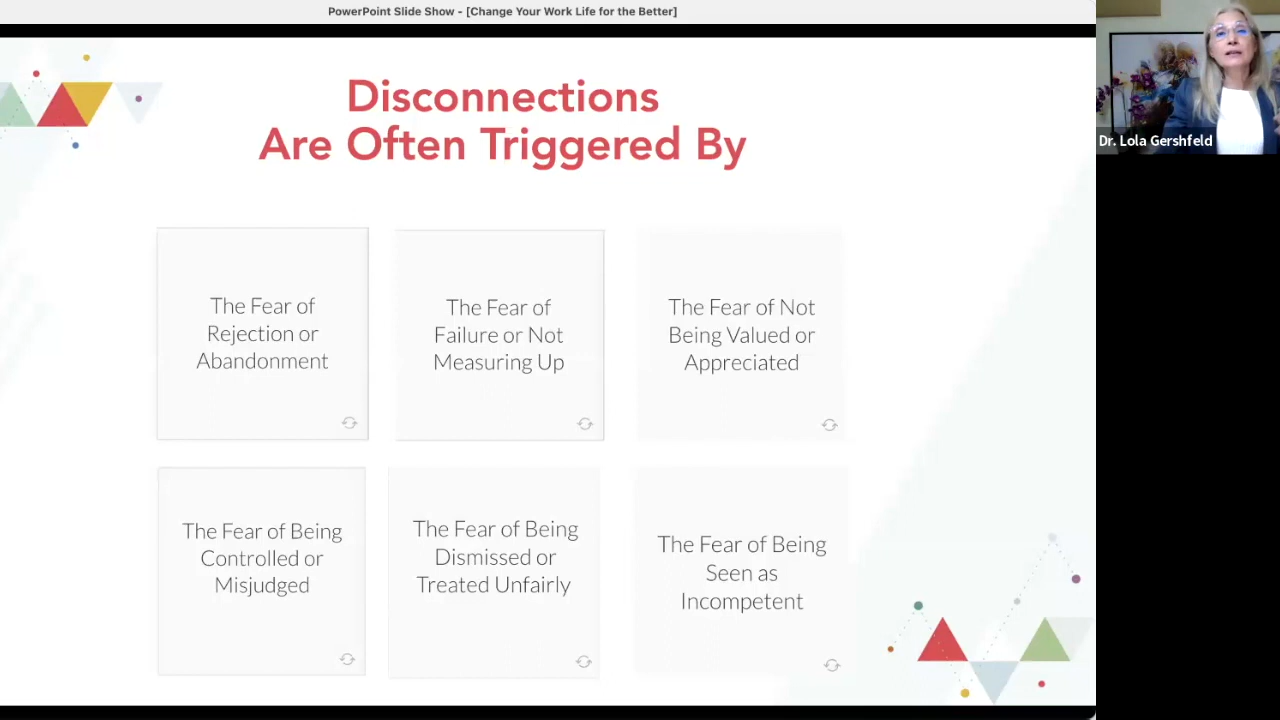 PowerPoint Slide Show - [Change Your Work Life for the Better]
Disconnections
Are Often Triggered By
The Fear of
Rejection or
Abandonment
The Fear of
Failure or Not
Measuring Up
The Fear of Not
Being Valued or
Appreciated
The Fear of Being
Controlled or
Misjudged
The Fear of Being
Dismissed or
Treated Unfairly
The Fear of Being
Seen as
Incompetent
Dr. Lola Gershfeld